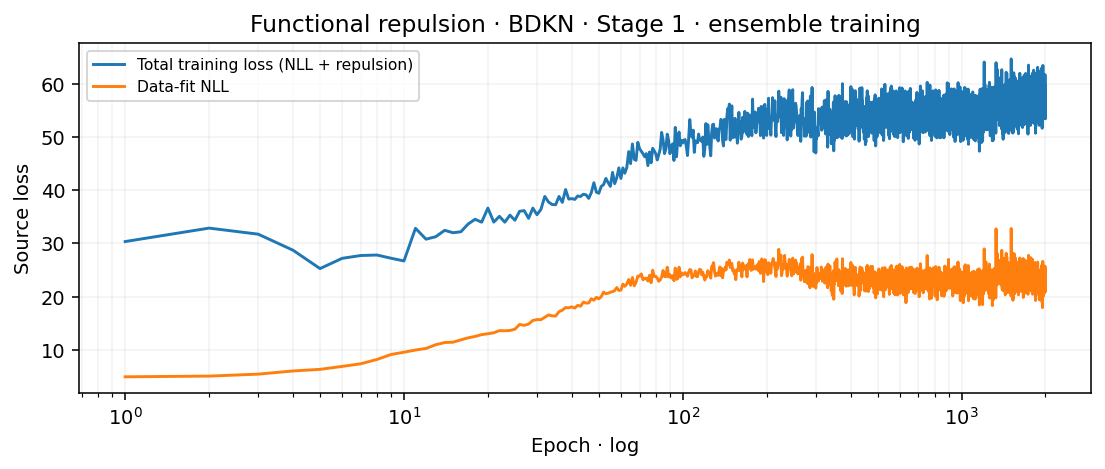 Functional repulsion · BDKN · Stage 1 · ensemble training
Total training loss (NLL + repulsion)
Data-fit NLL
Source loss
60
50
40
30
20
10
10⁰
10¹
10²
10³
Epoch · log